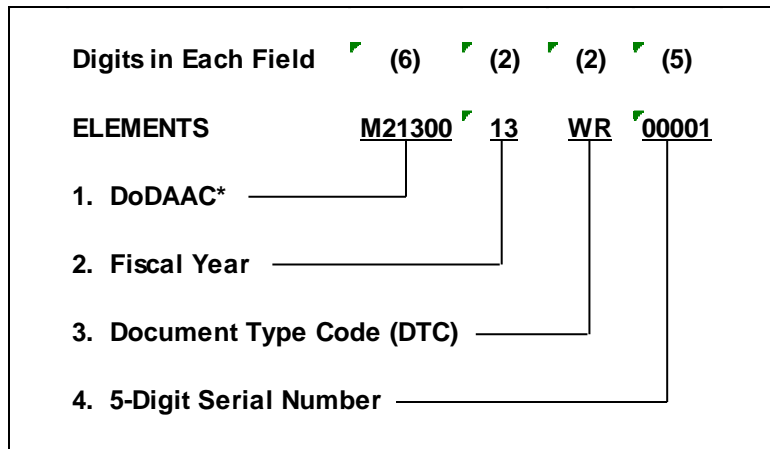 Digits in Each Field (6) (2) (2) (5)
ELEMENTS M21300 13 WR 00001
1. DoDAAC*
2. Fiscal Year
3. Document Type Code (DTC)
4. 5-Digit Serial Number